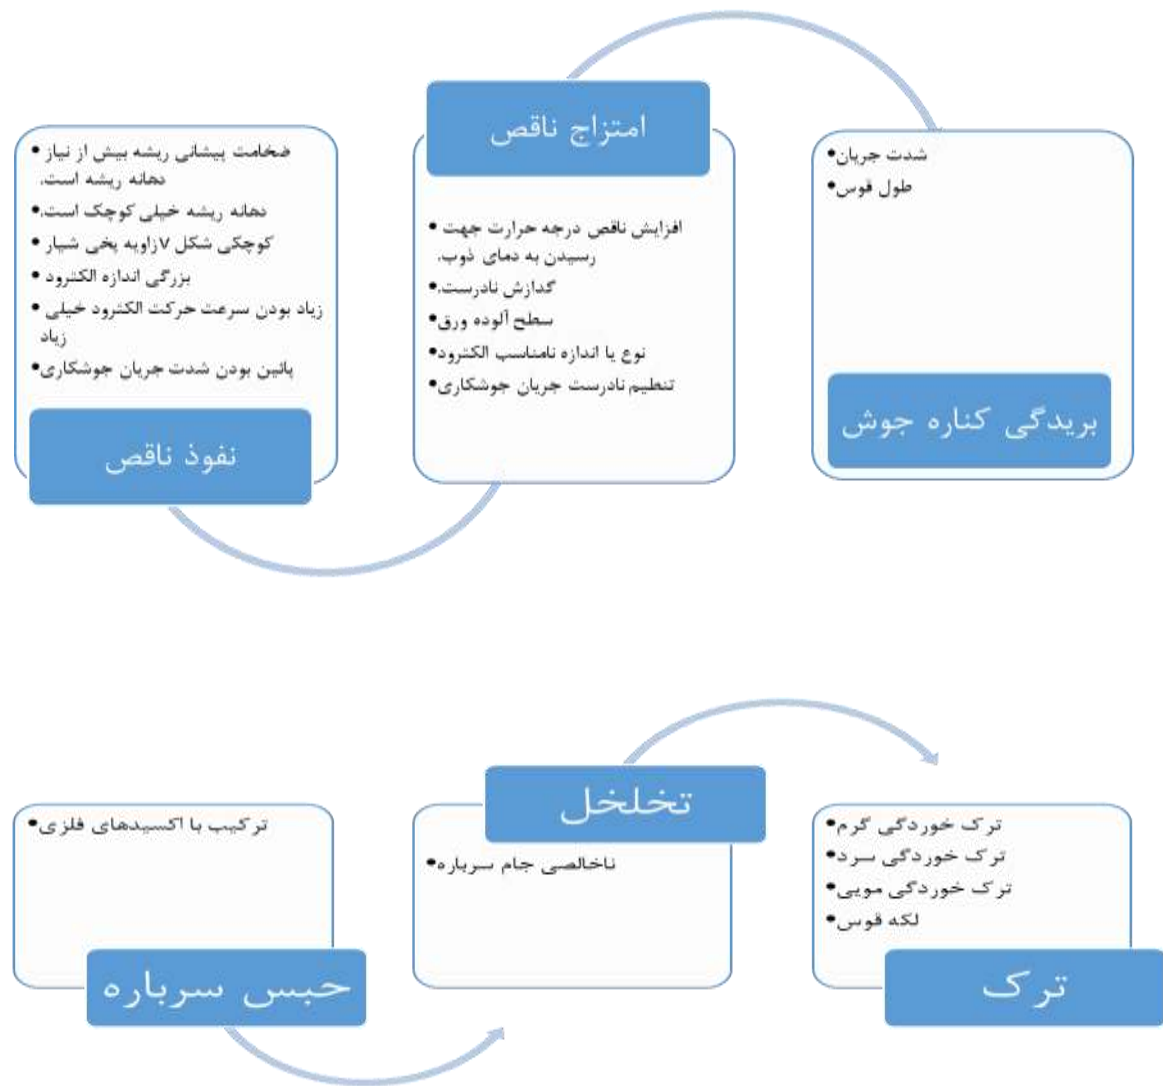 ضخامت پیشانی ریشه بیش از نیاز
دهانه ریشه است.
دهانه ریشه خیلی کوچک است.
کوچکی شکل ۷زاویه پخی شیار
بزرگی اندازه الکترود
زیاد بودن سرعت حرکت الکترود خیلی
زیاد
پائین بودن شدت جریان جوشکاری
نفوذ ناقص
امتزاج ناقص
افزایش ناقص درجه حرارت جهت
رسیدن به دمای ذوب.
گدازش نادرست.
سطح آلوده ورق
نوع یا اندازه نامناسب الکترود
تنطیم نادرست جریان جوشکاری
شدت جریان
طول قوس
بریدگی کناره جوش
ترکیب با اکسیدهای فلزی
حبس سرباره
تخلخل
ناخالصی جام سرباره
ترک خوردگی گرم
ترک خوردگی سرد
ترک خوردگی مویی
لکه قوس
ترک